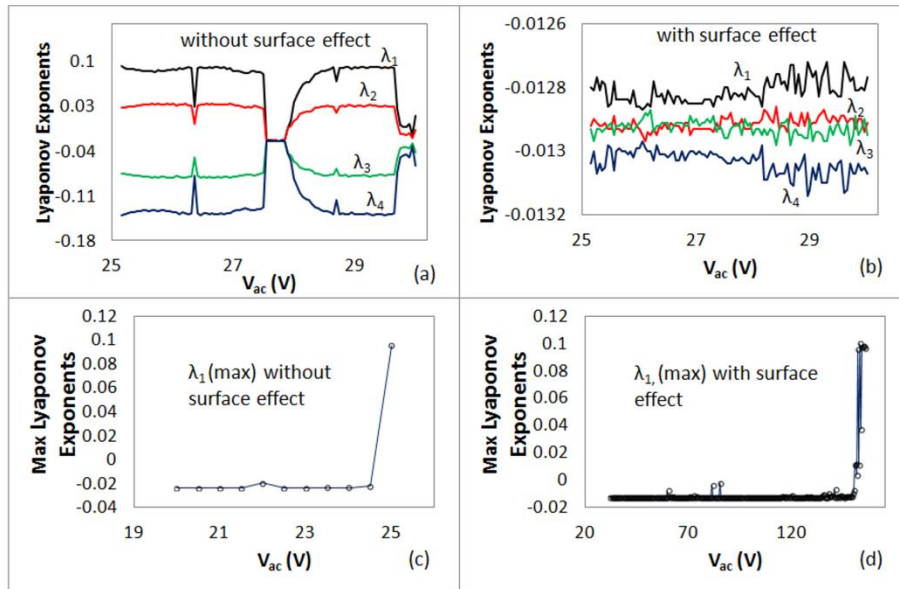 without surface effect
λ1
λ2
λ3
λ4
0.1
0.03
-0.04
-0.11
-0.18
Lyaponov Exponents
25
27
29
Vac (V)
(a)
with surface effect
λ1
λ2
λ3
λ4
-0.0126
-0.0128
-0.013
-0.0132
Lyaponov Exponents
25
27
29
Vac (V)
(b)
λ1 (max) without
surface effect
0.12
0.1
0.08
0.06
0.04
0.02
0
-0.02
-0.04
Max Lyaponov
Exponents
19
21
23
25
Vac (V)
(c)
λ1, (max) with surface
effect
0.12
0.1
0.08
0.06
0.04
0.02
0
-0.02
Max Lyaponov
Exponents
20
70
120
Vac (V)
(d)